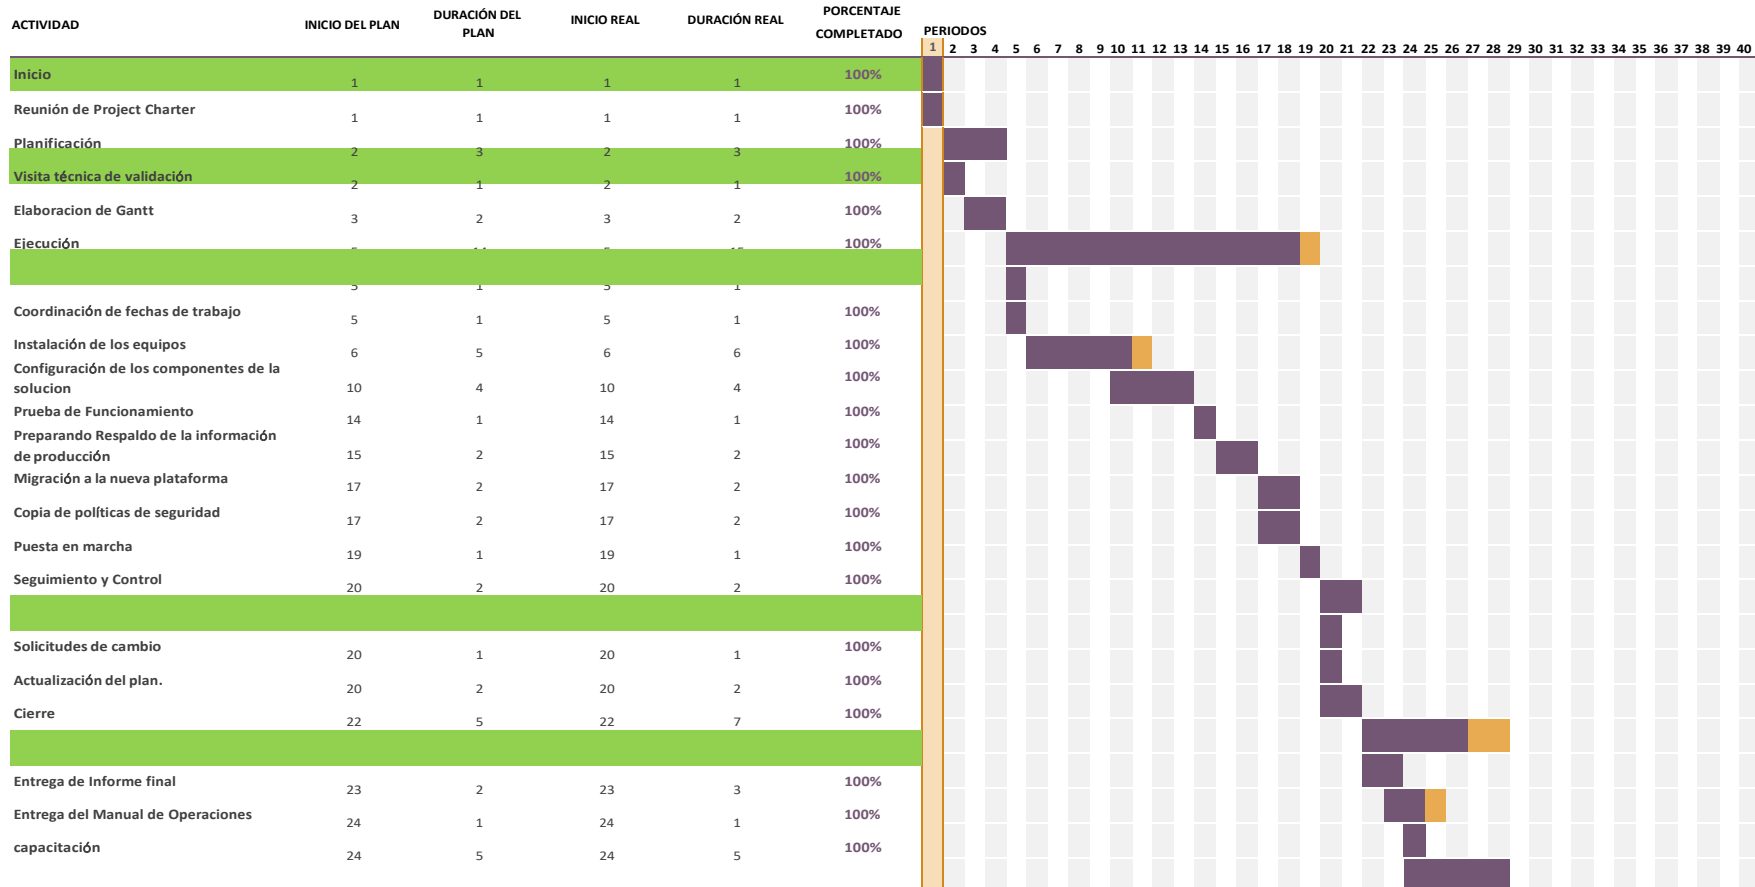 ACTIVIDAD INICIO DEL PLAN DURACIÓN DEL PLAN INICIO REAL DURACIÓN REAL PORCENTAJE COMPLETADO PERIODOS
1 2 3 4 5 6 7 8 9 10 11 12 13 14 15 16 17 18 19 20 21 22 23 24 25 26 27 28 29 30 31 32 33 34 35 36 37 38 39 40
Inicio 1 1 1 1 100%
Reunión de Project Charter 1 1 1 1 100%
Planificación 2 3 2 3 100%
Visita técnica de validación 2 1 2 1 100%
Elaboracion de Gantt 3 2 3 2 100%
Ejecución 100%
1 1
Coordinación de fechas de trabajo 5 1 5 1 100%
Instalación de los equipos 6 5 6 6 100%
Configuración de los componentes de la
solucion 10 4 10 4 100%
Prueba de Funcionamiento 14 1 14 1 100%
Preparando Respaldo de la información
de producción 15 2 15 2 100%
Migración a la nueva plataforma 17 2 17 2 100%
Copia de políticas de seguridad 17 2 17 2 100%
Puesta en marcha 19 1 19 1 100%
Seguimiento y Control 20 2 20 2 100%
Solicitudes de cambio 20 1 20 1 100%
Actualización del plan. 20 2 20 2 100%
Cierre 22 5 22 7 100%
Entrega de Informe final 23 2 23 3 100%
Entrega del Manual de Operaciones 24 1 24 1 100%
capacitación 24 5 24 5 100%